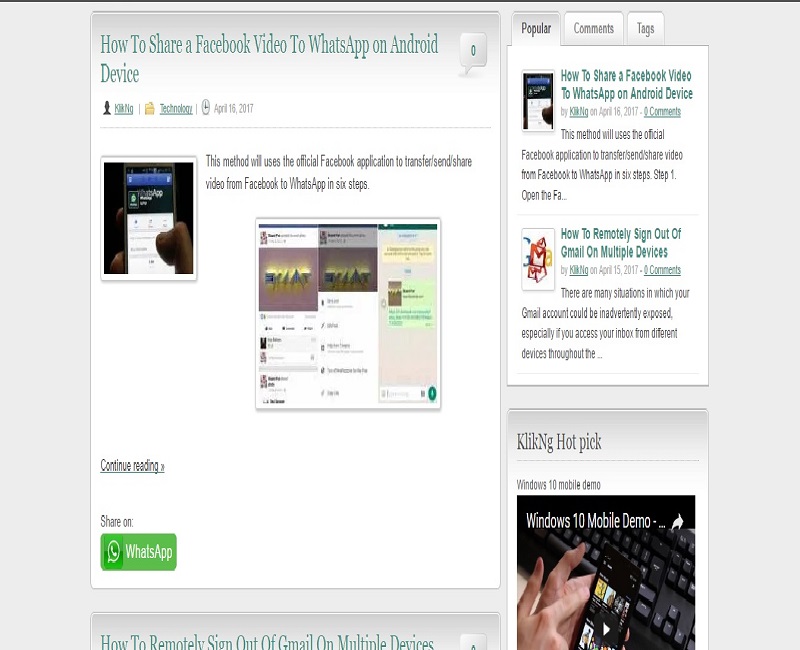 How To Share a Facebook Video To WhatsApp on Android
Device
0
KlikNg | Technology | April 16, 2017
This method will uses the official Facebook application to transfer/send/share
video from Facebook to WhatsApp in six steps.
WhatsApp
Continue reading »
Share on:
WhatsApp
How To Remotely Sign Out Of Gmail On Multiple Devices
Popular
Comments
Tags
How To Share a Facebook Video
To WhatsApp on Android Device
by KlikNg on April 16, 2017 - 0 Comments
This method will uses the official
Facebook application to transfer/send/share video
from Facebook to WhatsApp in six steps. Step 1.
Open the Fa...
How To Remotely Sign Out Of
Gmail On Multiple Devices
by KlikNg on April 15, 2017 - 0 Comments
There are many situations in which your
Gmail account could be inadvertently exposed,
especially if you access your inbox from different
devices throughout the ...
KlikNg Hot pick
Windows 10 mobile demo
Windows 10 Mobile Demo - ...